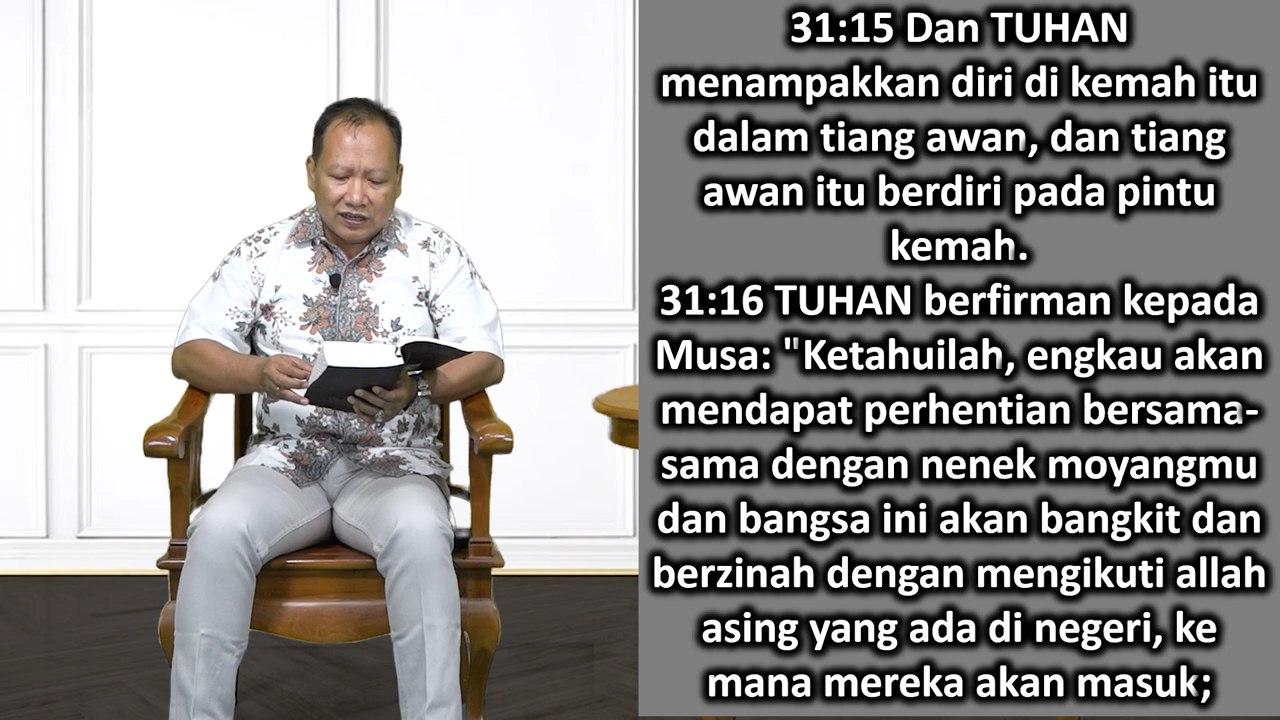 31:15 Dan TUHAN
menampakkan diri di kemah itu
dalam tiang awan, dan tiang
awan itu berdiri pada pintu
kemah.
31:16 TUHAN berfirman kepada
Musa: "Ketahuilah, engkau akan
mendapat perhentian bersama-
sama dengan nenek moyangmu
dan bangsa ini akan bangkit dan
berzinah dengan mengikuti allah
asing yang ada di negeri, ke
mana mereka akan masuk;